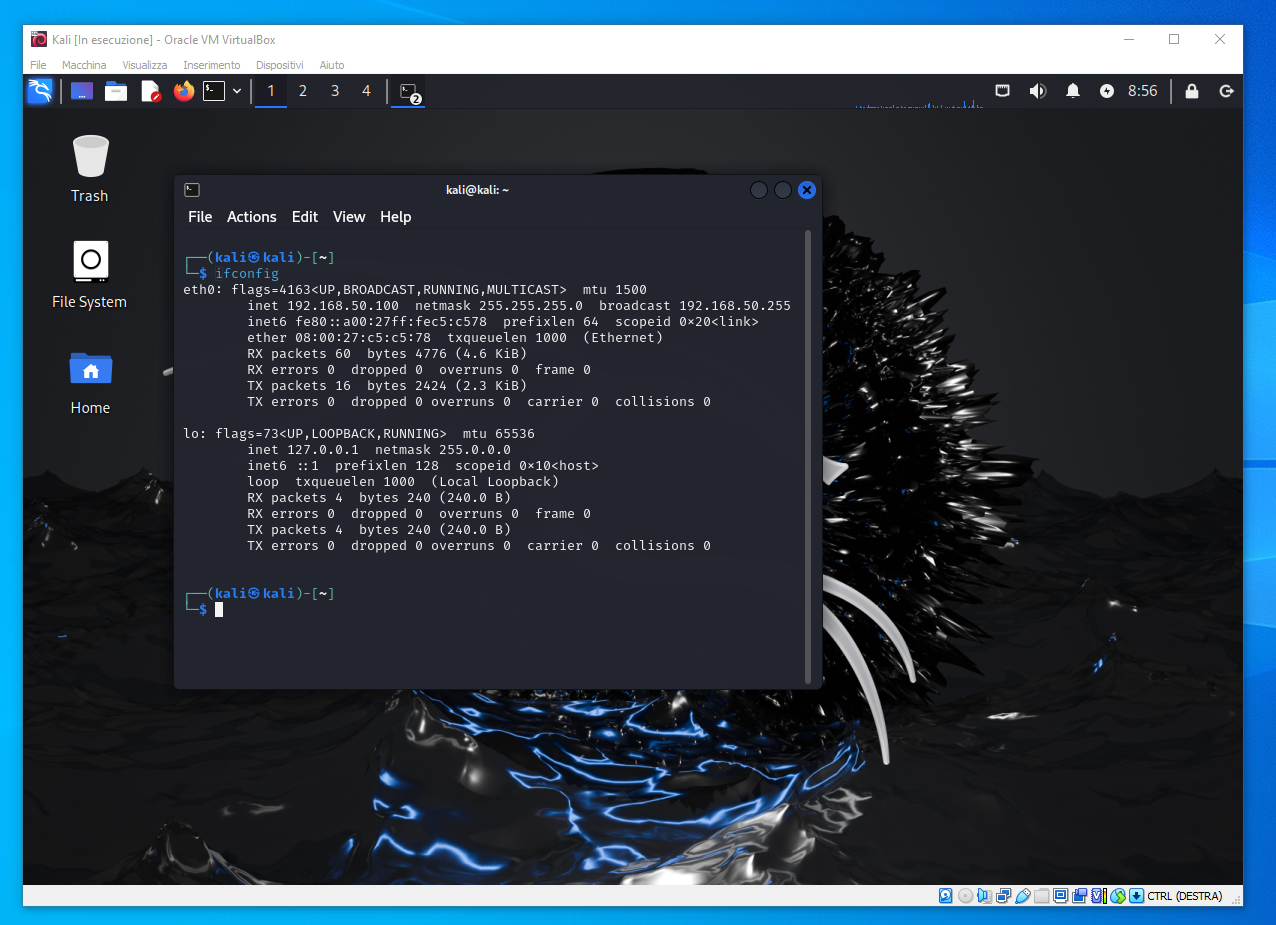 Kali [In esecuzione] - Oracle VM VirtualBox
File Macchina Visualizza Inserimento Dispositivi Aiuto
1 2 3 4 2 8:56
Trash
File System
Home
kali@kali: ~
File Actions Edit View Help
┌──(kali㉿kali)-[~]
└─$ ifconfig
eth0: flags=4163<UP,BROADCAST,RUNNING,MULTICAST>  mtu 1500
        inet 192.168.50.100  netmask 255.255.255.0  broadcast 192.168.50.255
        inet6 fe80::a00:27ff:fec5:c578  prefixlen 64  scopeid 0×20<link>
        ether 08:00:27:c5:c5:78  txqueuelen 1000  (Ethernet)
        RX packets 60  bytes 4776 (4.6 KiB)
        RX errors 0  dropped 0  overruns 0  frame 0
        TX packets 16  bytes 2424 (2.3 KiB)
        TX errors 0  dropped 0 overruns 0  carrier 0  collisions 0
lo: flags=73<UP,LOOPBACK,RUNNING>  mtu 65536
        inet 127.0.0.1  netmask 255.0.0.0
        inet6 ::1  prefixlen 128  scopeid 0×10<host>
        loop  txqueuelen 1000  (Local Loopback)
        RX packets 4  bytes 240 (240.0 B)
        RX errors 0  dropped 0  overruns 0  frame 0
        TX packets 4  bytes 240 (240.0 B)
        TX errors 0  dropped 0 overruns 0  carrier 0  collisions 0
┌──(kali㉿kali)-[~]
└─$
CTRL (DESTRA)